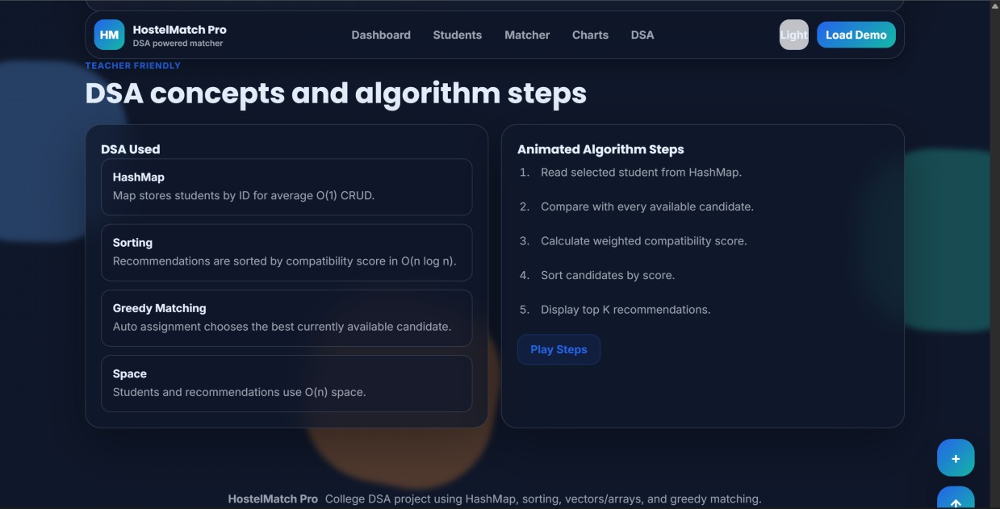 HM
HostelMatch Pro
DSA powered matcher
Dashboard Students Matcher Charts DSA
Light
Load Demo
TEACHER FRIENDLY
DSA concepts and algorithm steps
DSA Used
HashMap
Map stores students by ID for average O(1) CRUD.
Sorting
Recommendations are sorted by compatibility score in O(n log n).
Greedy Matching
Auto assignment chooses the best currently available candidate.
Space
Students and recommendations use O(n) space.
Animated Algorithm Steps
1. Read selected student from HashMap.
2. Compare with every available candidate.
3. Calculate weighted compatibility score.
4. Sort candidates by score.
5. Display top K recommendations.
Play Steps
+
HostelMatch Pro College DSA project using HashMap, sorting, vectors/arrays, and greedy matching.